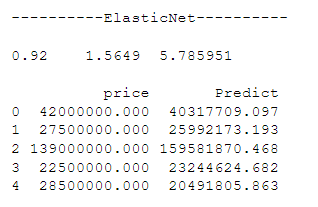 ----------ElasticNet----------
0.92    1.5649  5.785951
           price        Predict
0   42000000.000   40317709.097
1   27500000.000   25992173.193
2  139000000.000  159581870.468
3   22500000.000   23244624.682
4   28500000.000   20491805.863